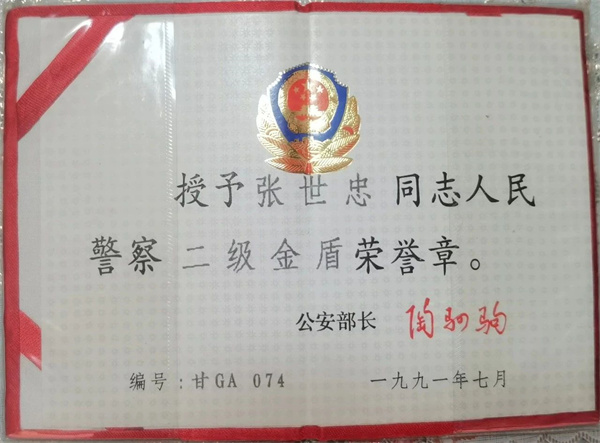 授予张世忠同志人民
警察二级金盾荣誉章。
公安部长 陶驷驹
编号：甘GA 074 一九九一年七月